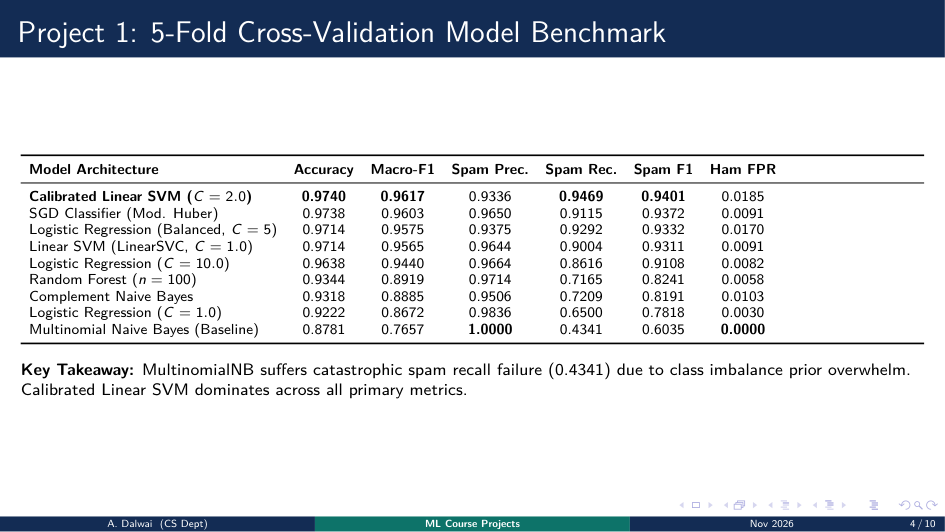 Project 1: 5-Fold Cross-Validation Model Benchmark
Model Architecture Accuracy Macro-F1 Spam Prec. Spam Rec. Spam F1 Ham FPR
Calibrated Linear SVM (C = 2.0) 0.9740 0.9617 0.9336 0.9469 0.9401 0.0185
SGD Classifier (Mod. Huber) 0.9738 0.9603 0.9650 0.9115 0.9372 0.0091
Logistic Regression (Balanced, C = 5) 0.9714 0.9575 0.9375 0.9292 0.9332 0.0170
Linear SVM (LinearSVC, C = 1.0) 0.9714 0.9565 0.9644 0.9004 0.9311 0.0091
Logistic Regression (C = 10.0) 0.9638 0.9440 0.9664 0.8616 0.9108 0.0082
Random Forest (n = 100) 0.9344 0.8919 0.9714 0.7165 0.8241 0.0058
Complement Naive Bayes 0.9318 0.8885 0.9506 0.7209 0.8191 0.0103
Logistic Regression (C = 1.0) 0.9222 0.8672 0.9836 0.6500 0.7818 0.0030
Multinomial Naive Bayes (Baseline) 0.8781 0.7657 1.0000 0.4341 0.6035 0.0000
Key Takeaway: MultinomialNB suffers catastrophic spam recall failure (0.4341) due to class imbalance prior overwhelm.
Calibrated Linear SVM dominates across all primary metrics.
A. Dalwai (CS Dept) ML Course Projects Nov 2026 4 / 10